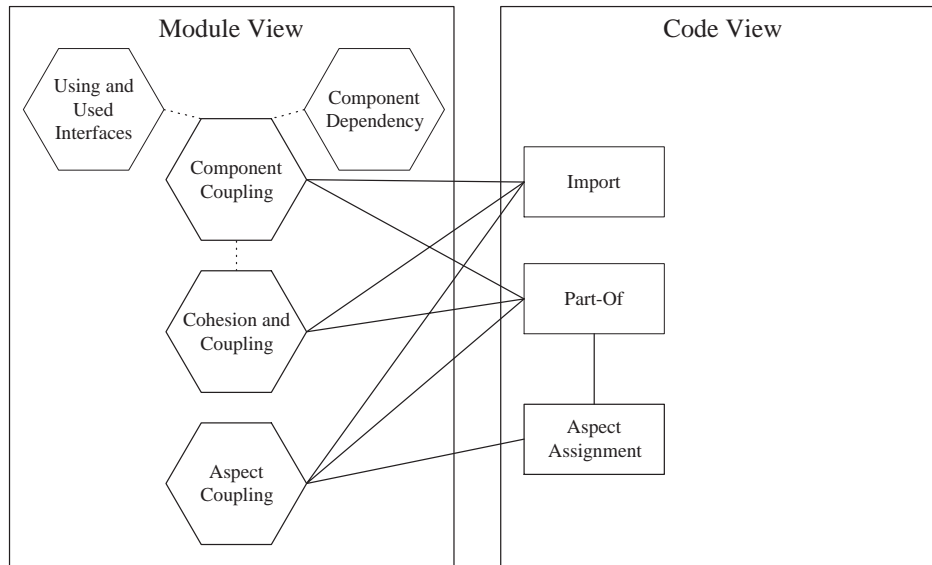 Module View
Using and
Used
Interfaces
Component
Dependency
Component
Coupling
Cohesion and
Coupling
Aspect
Coupling
Code View
Import
Part-Of
Aspect
Assignment